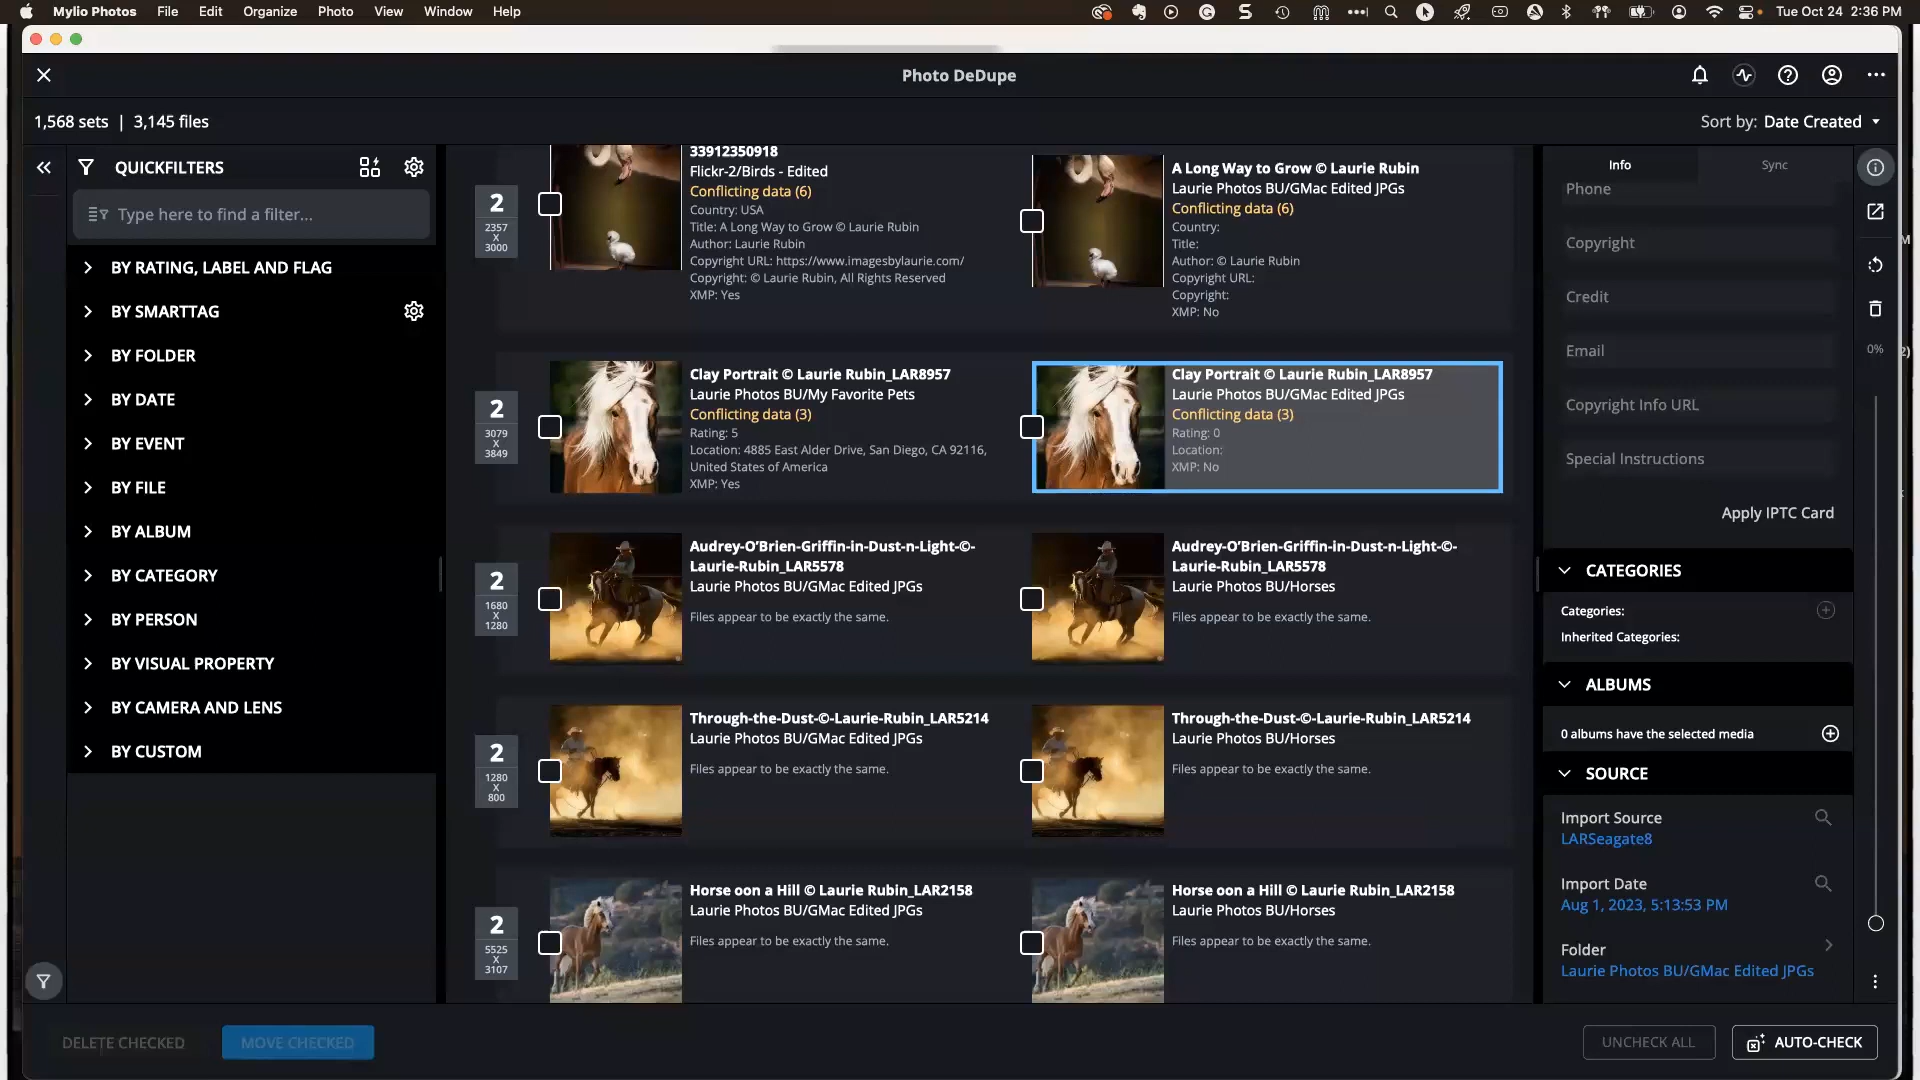 Mylio Photos File Edit Organize Photo View Window Help Tue Oct 24 2:36 PM
Photo DeDupe
1,568 sets | 3,145 files
Sort by: Date Created
QUICKFILTERS
Type here to find a filter...
BY RATING, LABEL AND FLAG
BY SMARTTAG
BY FOLDER
BY DATE
BY EVENT
BY FILE
BY ALBUM
BY CATEGORY
BY PERSON
BY VISUAL PROPERTY
BY CAMERA AND LENS
BY CUSTOM
2
2357
X
3000
33912350918
Flickr-2/Birds - Edited
Conflicting data (6)
Country: USA
Title: A Long Way to Grow © Laurie Rubin
Author: Laurie Rubin
Copyright URL: https://www.imagesbylaurie.com/
Copyright: © Laurie Rubin, All Rights Reserved
XMP: Yes
A Long Way to Grow © Laurie Rubin
Laurie Photos BU/GMac Edited JPGs
Conflicting data (6)
Country:
Title:
Author: © Laurie Rubin
Copyright URL:
Copyright:
XMP: No
2
3079
X
3849
Clay Portrait © Laurie Rubin_LAR8957
Laurie Photos BU/My Favorite Pets
Conflicting data (3)
Rating: 5
Location: 4885 East Alder Drive, San Diego, CA 92116,
United States of America
XMP: Yes
Clay Portrait © Laurie Rubin_LAR8957
Laurie Photos BU/GMac Edited JPGs
Conflicting data (3)
Rating: 0
Location:
XMP: No
2
1680
X
1280
Audrey-O’Brien-Griffin-in-Dust-n-Light-©-
Laurie-Rubin_LAR5578
Laurie Photos BU/GMac Edited JPGs
Files appear to be exactly the same.
Audrey-O’Brien-Griffin-in-Dust-n-Light-©-
Laurie-Rubin_LAR5578
Laurie Photos BU/Horses
Files appear to be exactly the same.
2
1280
X
800
Through-the-Dust-©-Laurie-Rubin_LAR5214
Laurie Photos BU/GMac Edited JPGs
Files appear to be exactly the same.
Through-the-Dust-©-Laurie-Rubin_LAR5214
Laurie Photos BU/Horses
Files appear to be exactly the same.
2
5525
X
3107
Horse oon a Hill © Laurie Rubin_LAR2158
Laurie Photos BU/GMac Edited JPGs
Files appear to be exactly the same.
Horse oon a Hill © Laurie Rubin_LAR2158
Laurie Photos BU/Horses
Files appear to be exactly the same.
Info Sync
Phone
Copyright
Credit
Email
Copyright Info URL
Special Instructions
Apply IPTC Card
CATEGORIES
Categories:
Inherited Categories:
ALBUMS
0 albums have the selected media
SOURCE
Import Source
LARSeagate8
Import Date
Aug 1, 2023, 5:13:53 PM
Folder
Laurie Photos BU/GMac Edited JPGs
0%
DELETE CHECKED
MOVE CHECKED
UNCHECK ALL
AUTO-CHECK